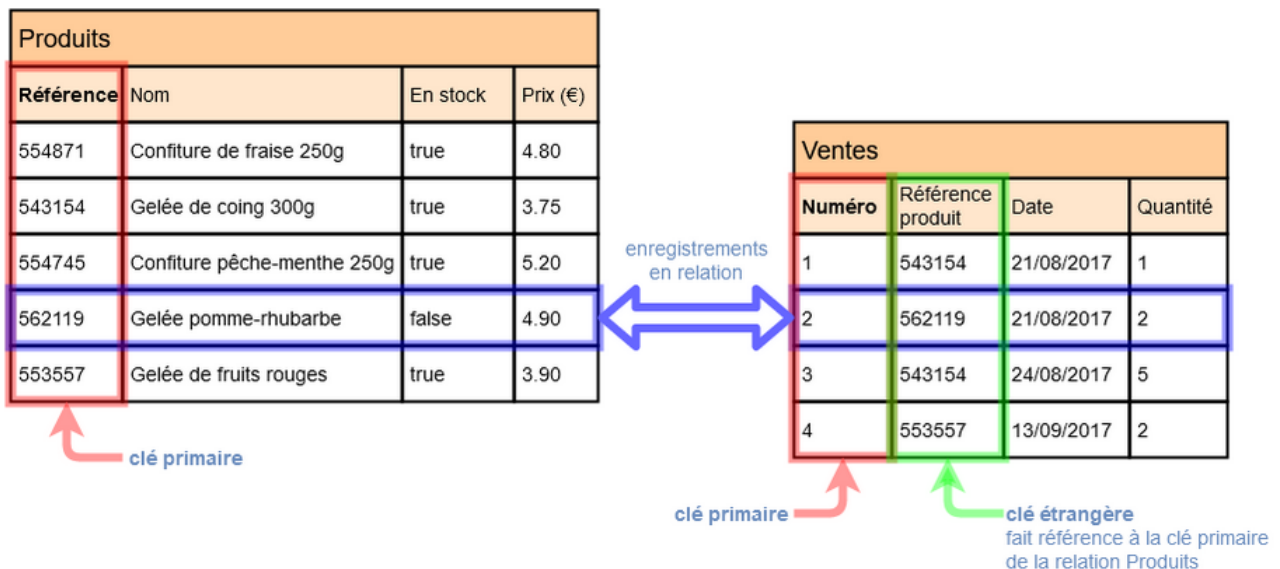 Produits
Référence Nom En stock Prix (€)
554871 Confiture de fraise 250g true 4.80
543154 Gelée de coing 300g true 3.75
554745 Confiture pêche-menthe 250g true 5.20
562119 Gelée pomme-rhubarbe false 4.90
553557 Gelée de fruits rouges true 3.90
clé primaire
enregistrements
en relation
Ventes
Numéro Référence produit Date Quantité
1 543154 21/08/2017 1
2 562119 21/08/2017 2
3 543154 24/08/2017 5
4 553557 13/09/2017 2
clé primaire
clé étrangère
fait référence à la clé primaire
de la relation Produits